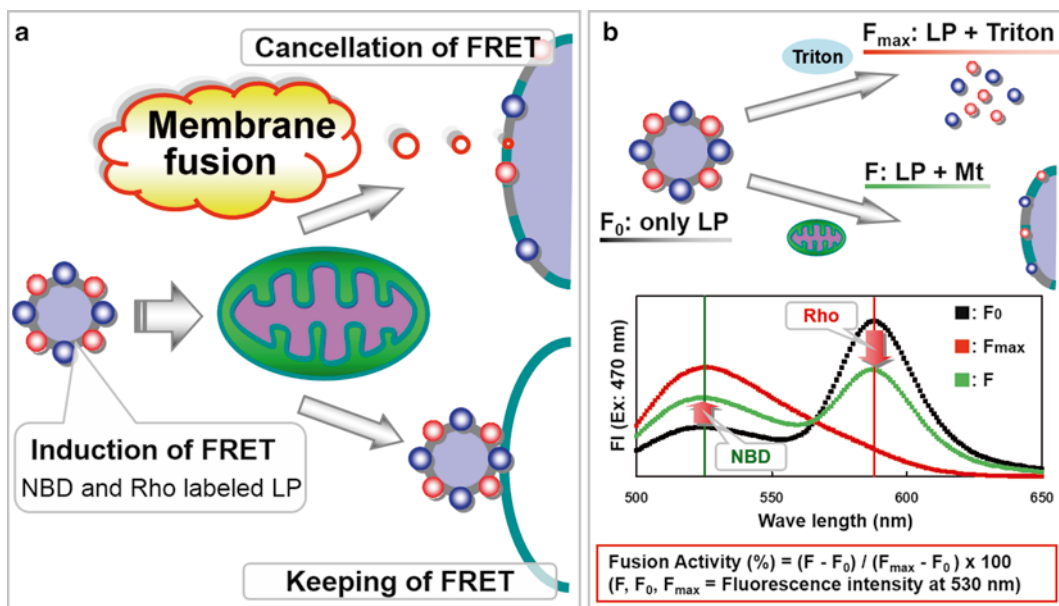 a
Cancellation of FRET
Membrane
fusion
Induction of FRET
NBD and Rho labeled LP
Keeping of FRET
b
Fmax: LP + Triton
Triton
F: LP + Mt
F0: only LP
FI (Ex: 470 nm)
Rho
NBD
: F0
: Fmax
: F
500 550 600 650
Wave length (nm)
Fusion Activity (%) = (F - F0) / (Fmax - F0 ) x 100
(F, F0, Fmax = Fluorescence intensity at 530 nm)